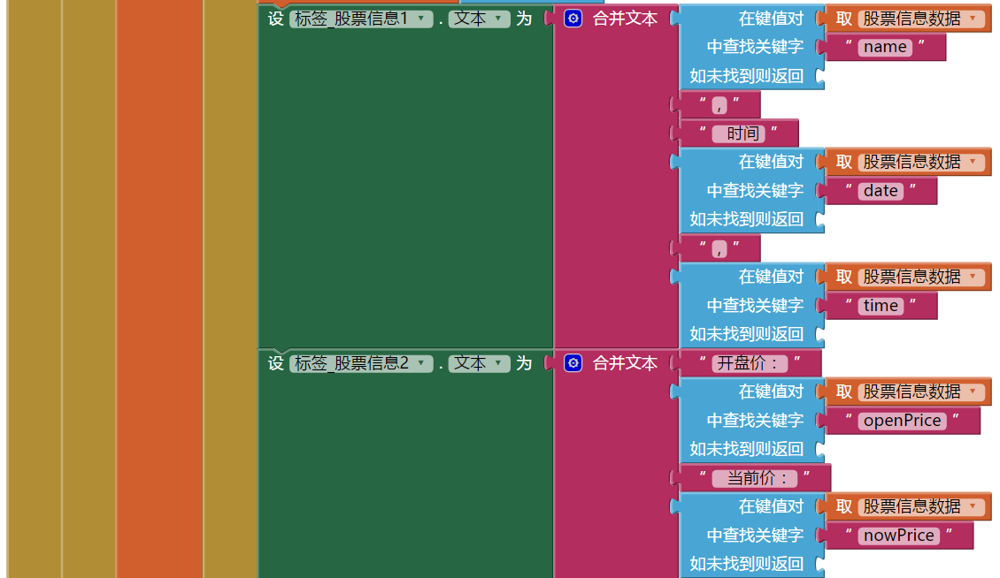 设 标签_股票信息1 . 文本 为 合并文本 在键值对 取 股票信息数据
中查找关键字 “ name ”
如未找到则返回
“ , ”
“ 时间 ”
在键值对 取 股票信息数据
中查找关键字 “ date ”
如未找到则返回
“ , ”
在键值对 取 股票信息数据
中查找关键字 “ time ”
如未找到则返回
设 标签_股票信息2 . 文本 为 合并文本 “ 开盘价： ”
在键值对 取 股票信息数据
中查找关键字 “ openPrice ”
如未找到则返回
“ 当前价： ”
在键值对 取 股票信息数据
中查找关键字 “ nowPrice ”
如未找到则返回